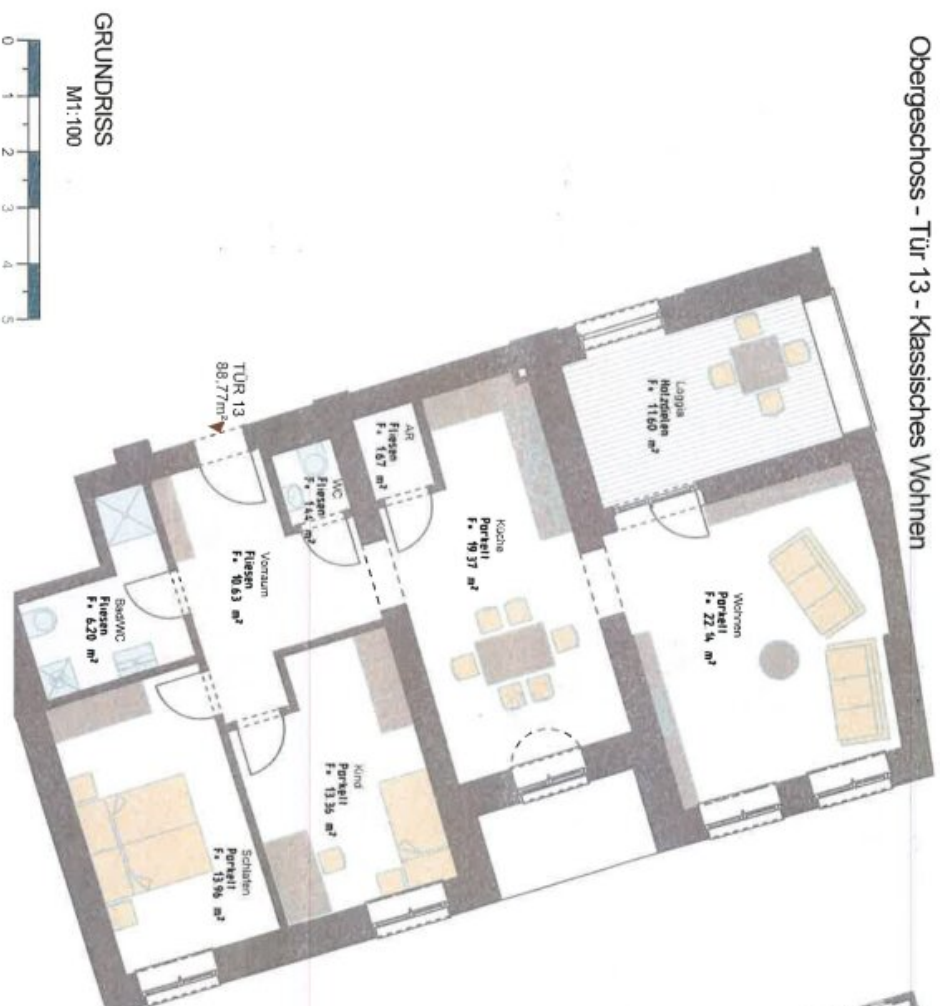 Obergeschoss - Tür 13 - Klassisches Wohnen
Loggia
Holzdielen
F= 11.60 m²
Wohnen
Parkett
F= 22.14 m²
Küche
Parkett
F= 19.37 m²
AR
Fliesen
F= 1.67 m²
WC
Fliesen
F= 1.44 m²
Vorraum
Fliesen
F= 10.63 m²
Bad/WC
Fliesen
F= 6.20 m²
Kind
Parkett
F= 13.36 m²
Schlafen
Parkett
F= 13.96 m²
TÜR 13
88,77m²
GRUNDRISS
M1:100
0 1 2 3 4 5